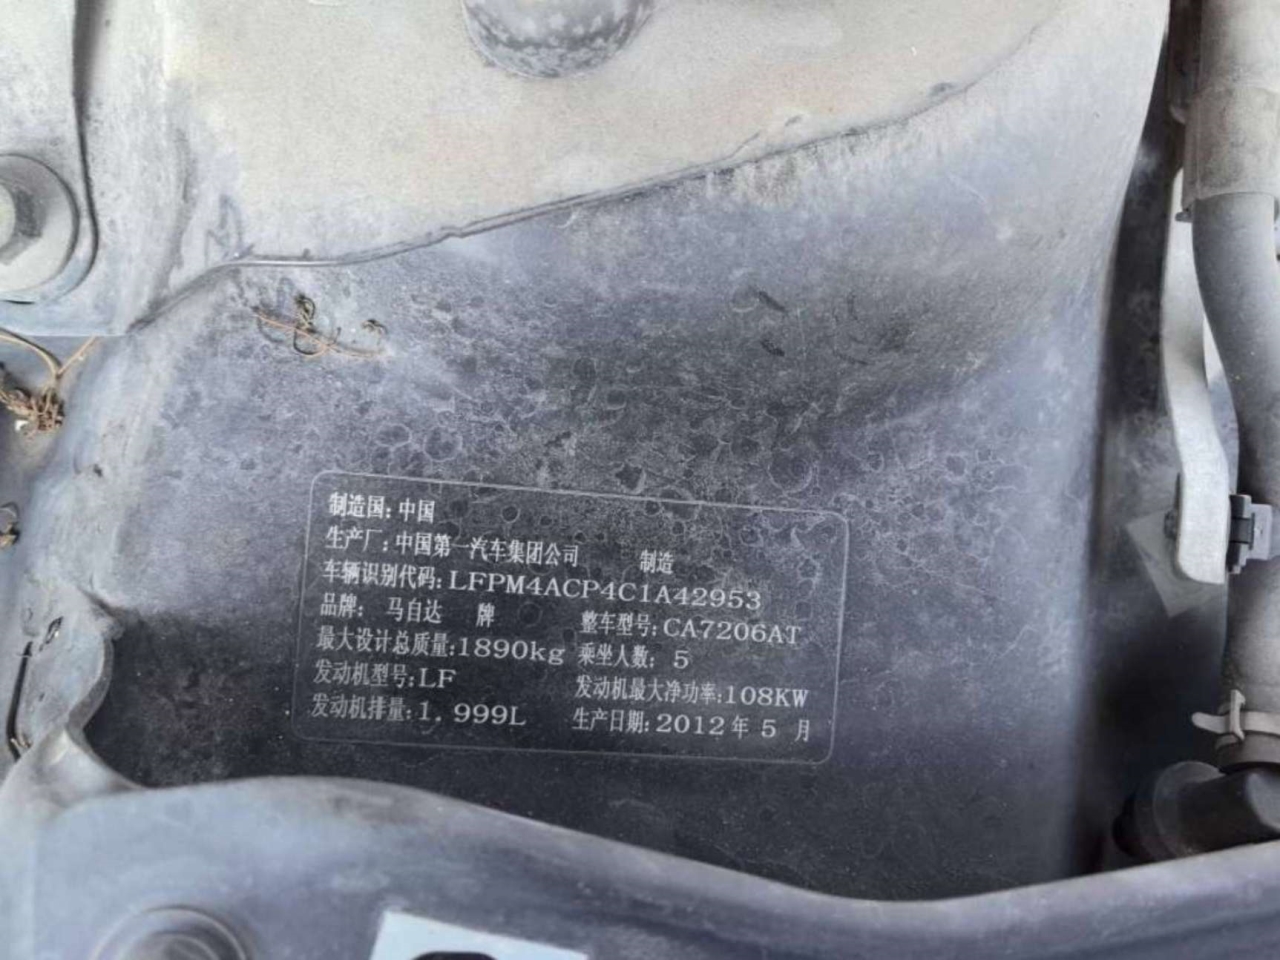 制造国:中国
生产厂:中国第一汽车集团公司 制造
车辆识别代码:LFPM4ACP4C1A42953
品牌: 马自达 牌 整车型号:CA7206AT
最大设计总质量:1890kg 乘坐人数: 5
发动机型号:LF 发动机最大净功率:108KW
发动机排量:1.999L 生产日期:2012年 5 月